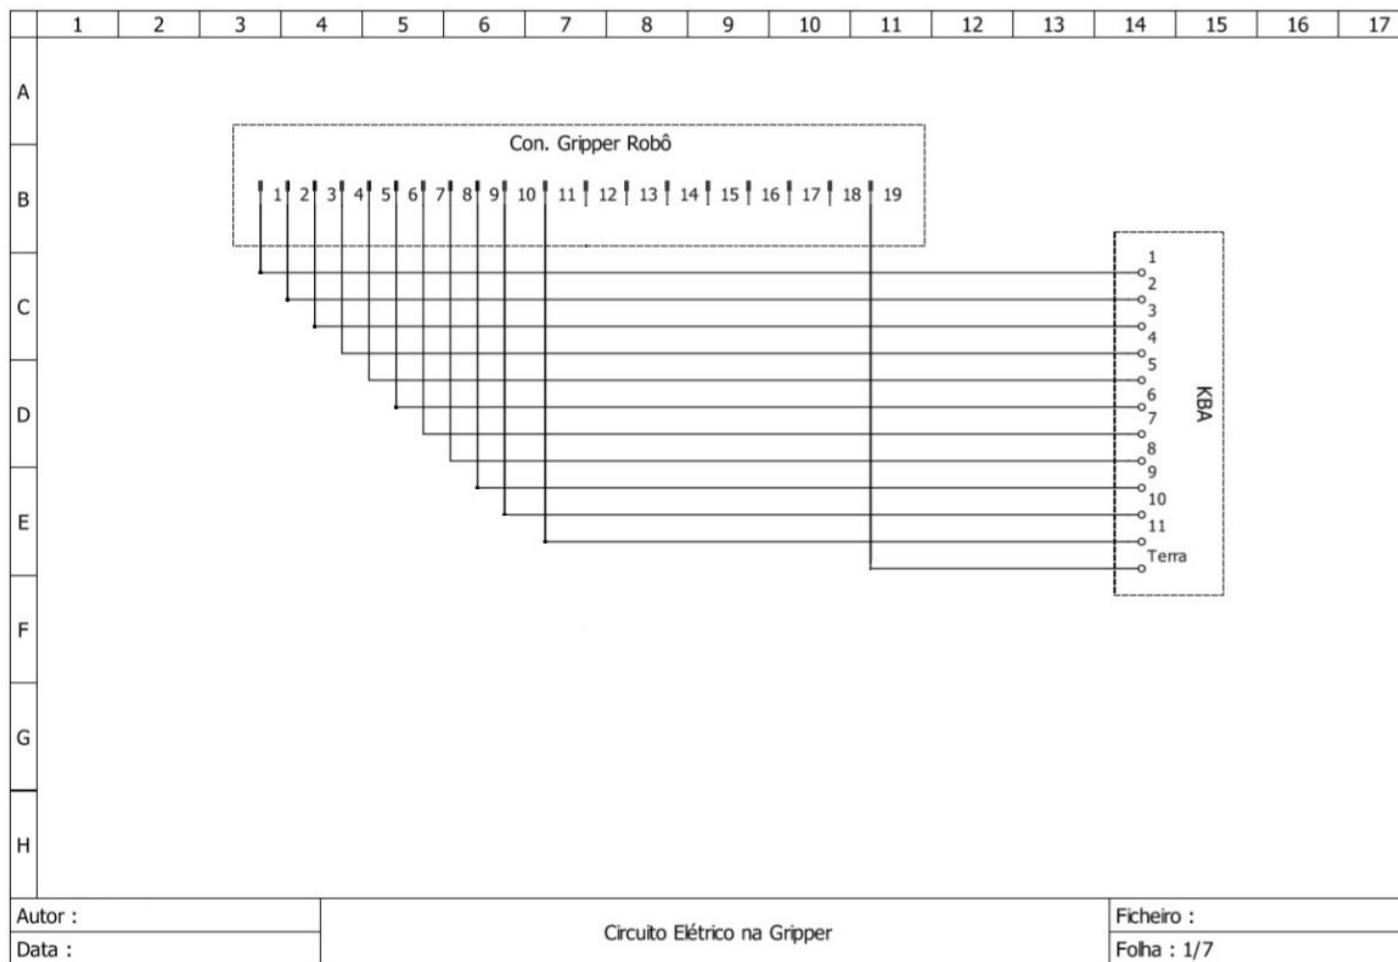 1 2 3 4 5 6 7 8 9 10 11 12 13 14 15 16 17
A
Con. Gripper Robô
B
1 2 3 4 5 6 7 8 9 10 11 12 13 14 15 16 17 18 19
1
2
C
3
4
5
D
6
KBA
7
8
9
E
10
11
Terra
F
G
H
Autor :
Data :
Circuito Elétrico na Gripper
Ficheiro :
Folha : 1/7